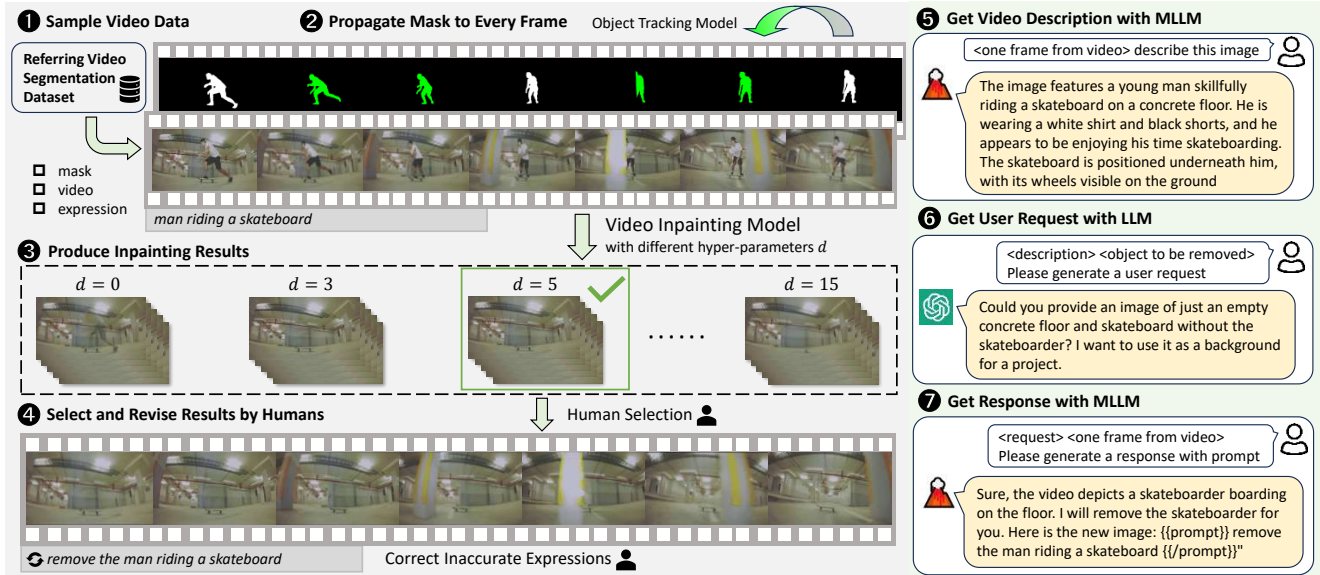 1 Sample Video Data
2 Propagate Mask to Every Frame
Object Tracking Model
Referring Video
Segmentation
Dataset
mask
video
expression
man riding a skateboard
Video Inpainting Model
with different hyper-parameters d
3 Produce Inpainting Results
d = 0
d = 3
d = 5
......
d = 15
4 Select and Revise Results by Humans
Human Selection
remove the man riding a skateboard
Correct Inaccurate Expressions
5 Get Video Description with MLLM
<one frame from video> describe this image
The image features a young man skillfully
riding a skateboard on a concrete floor. He is
wearing a white shirt and black shorts, and he
appears to be enjoying his time skateboarding.
The skateboard is positioned underneath him,
with its wheels visible on the ground
6 Get User Request with LLM
<description> <object to be removed>
Please generate a user request
Could you provide an image of just an empty
concrete floor and skateboard without the
skateboarder? I want to use it as a background
for a project.
7 Get Response with MLLM
<request> <one frame from video>
Please generate a response with prompt
Sure, the video depicts a skateboarder boarding
on the floor. I will remove the skateboarder for
you. Here is the new image: {{prompt}} remove
the man riding a skateboard {{/prompt}}"